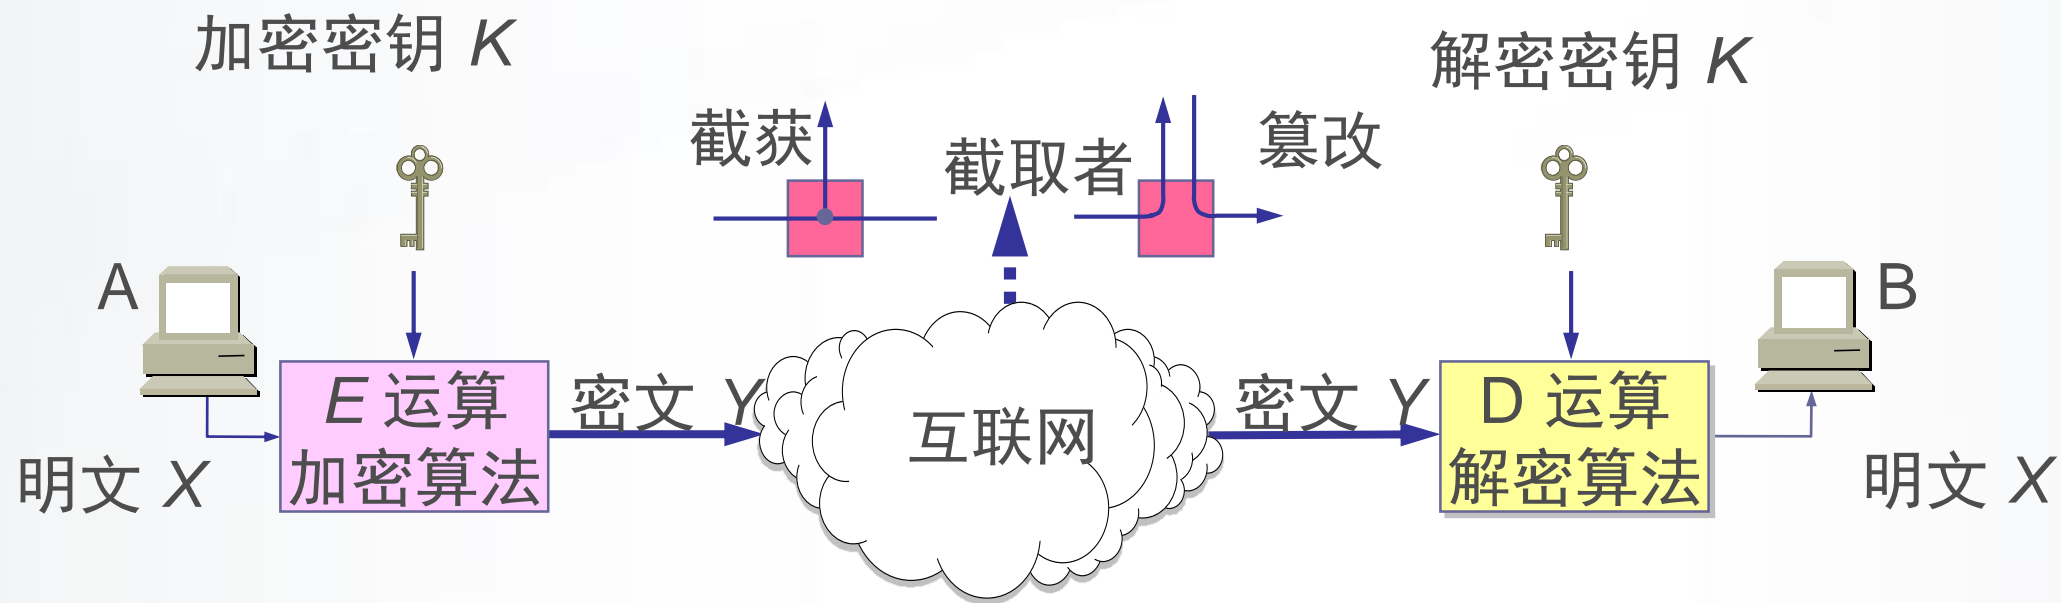 加密密钥 K
解密密钥 K
截获
截取者
篡改
A
B
E 运算
加密算法
密文 Y
互联网
密文 Y
D 运算
解密算法
明文 X
明文 X